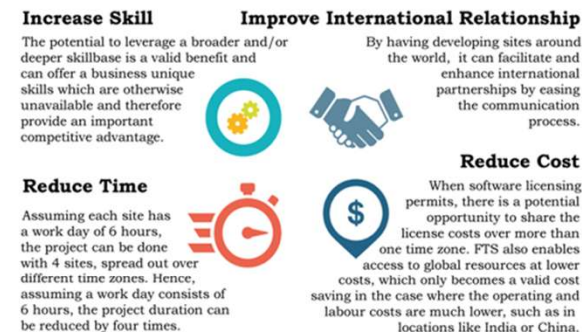 Increase Skill
The potential to leverage a broader and/or
deeper skillbase is a valid benefit and
can offer a business unique
skills which are otherwise
unavailable and therefore
provide an important
competitive advantage.
Improve International Relationship
By having developing sites around
the world, it can facilitate and
enhance international
partnerships by easing
the communication
process.
Reduce Time
Assuming each site has
a work day of 6 hours,
the project can be done
with 4 sites, spread out over
different time zones. Hence,
assuming a work day consists of
6 hours, the project duration can
be reduced by four times.
Reduce Cost
When software licensing
permits, there is a potential
opportunity to share the
license costs over more than
one time zone. FTS also enables
access to global resources at lower
costs, which only becomes a valid cost
saving in the case where the operating and
labour costs are much lower, such as in
locations like India or China.
$